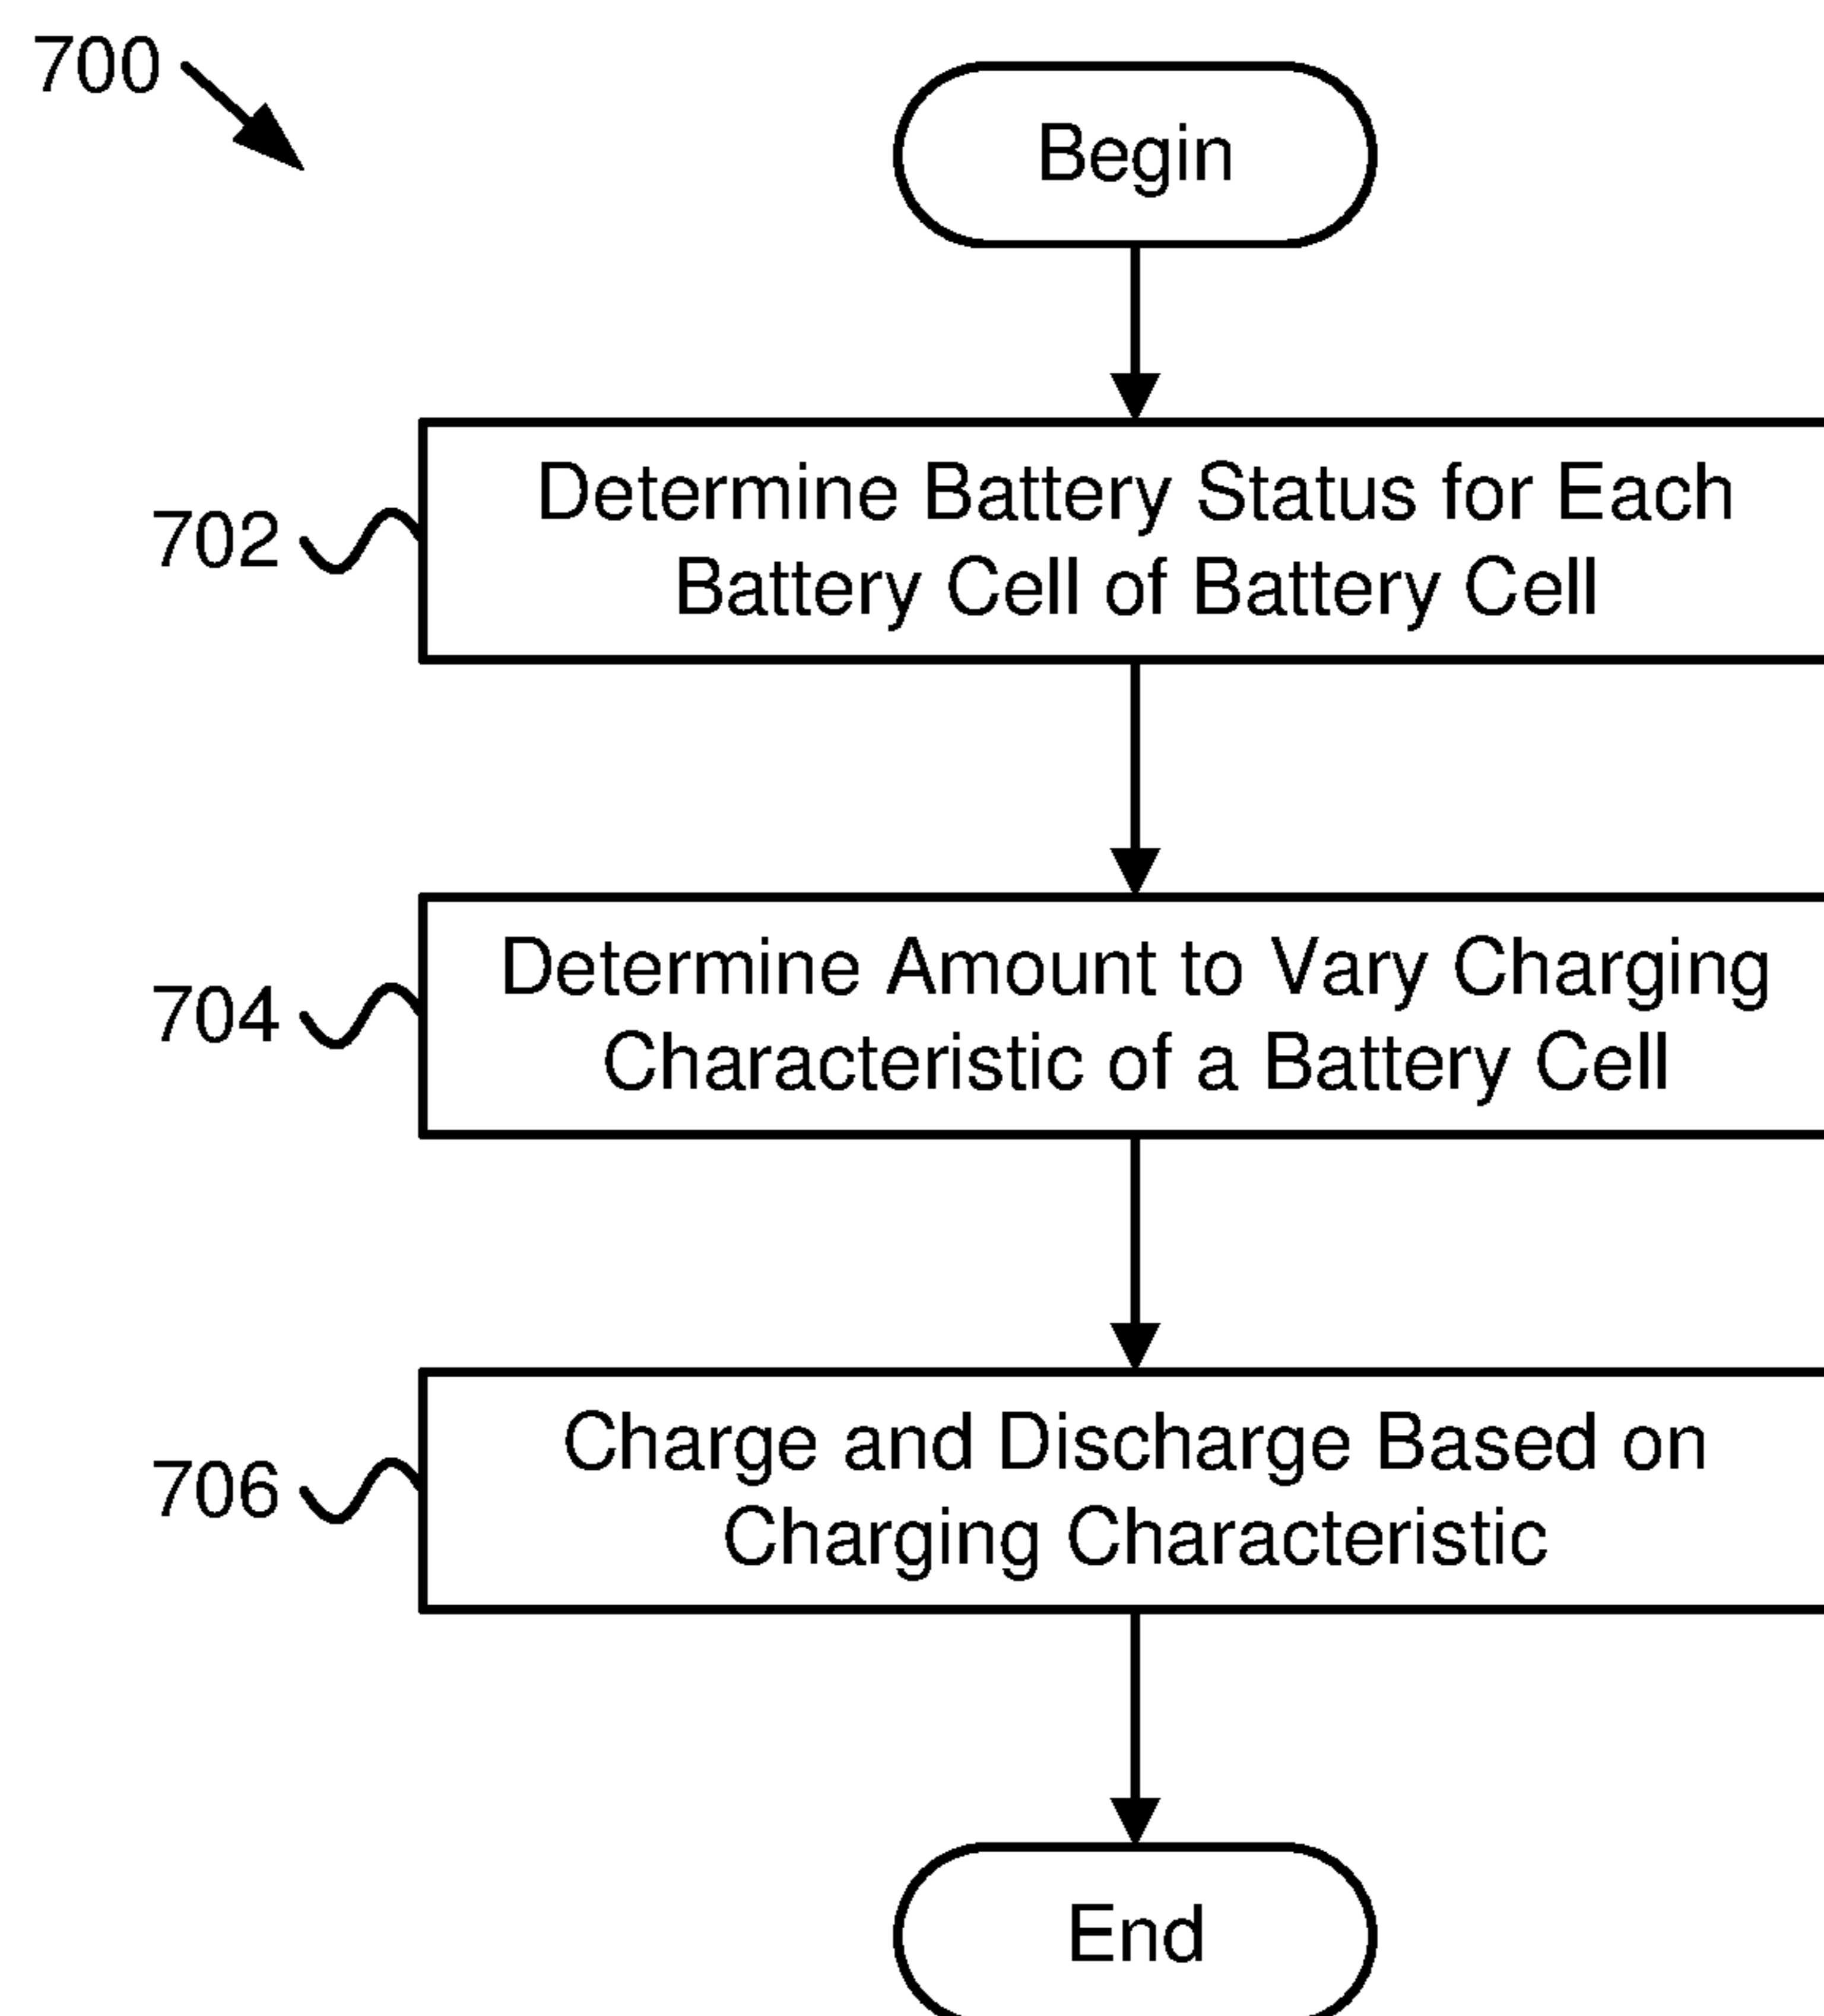 700
Begin
702
Determine Battery Status for Each
Battery Cell of Battery Cell
704
Determine Amount to Vary Charging
Characteristic of a Battery Cell
706
Charge and Discharge Based on
Charging Characteristic
End